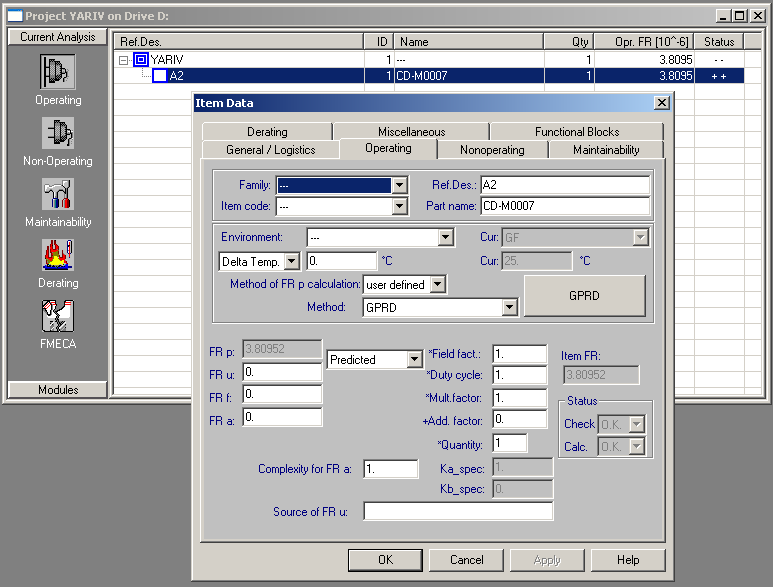 Project YARIV on Drive D:
Current Analysis
Operating
Non-Operating
Maintainability
Derating
FMECA
Modules
Ref.Des. ID Name Qty Opr. FR [10^-6] Status
YARIV 1 --- 1 3.8095 - -
A2 1 CD-M0007 1 3.8095 + +
Item Data
Derating Miscellaneous Functional Blocks
General / Logistics Operating Nonoperating Maintainability
Family: --- Ref.Des.: A2
Item code: --- Part name: CD-M0007
Environment: --- Cur: GF
Delta Temp. 0. °C Cur: 25. °C
Method of FR p calculation: user defined
Method: GPRD
GPRD
FR p: 3.80952 Predicted *Field fact.: 1. Item FR:
FR u: 0. *Duty cycle: 1. 3.80952
FR f: 0. *Mult.factor: 1. Status
FR a: 0. +Add. factor: 0. Check O.K.
*Quantity: 1 Calc. O.K.
Complexity for FR a: 1. Ka_spec: 1.
Kb_spec: 0.
Source of FR u:
OK Cancel Apply Help